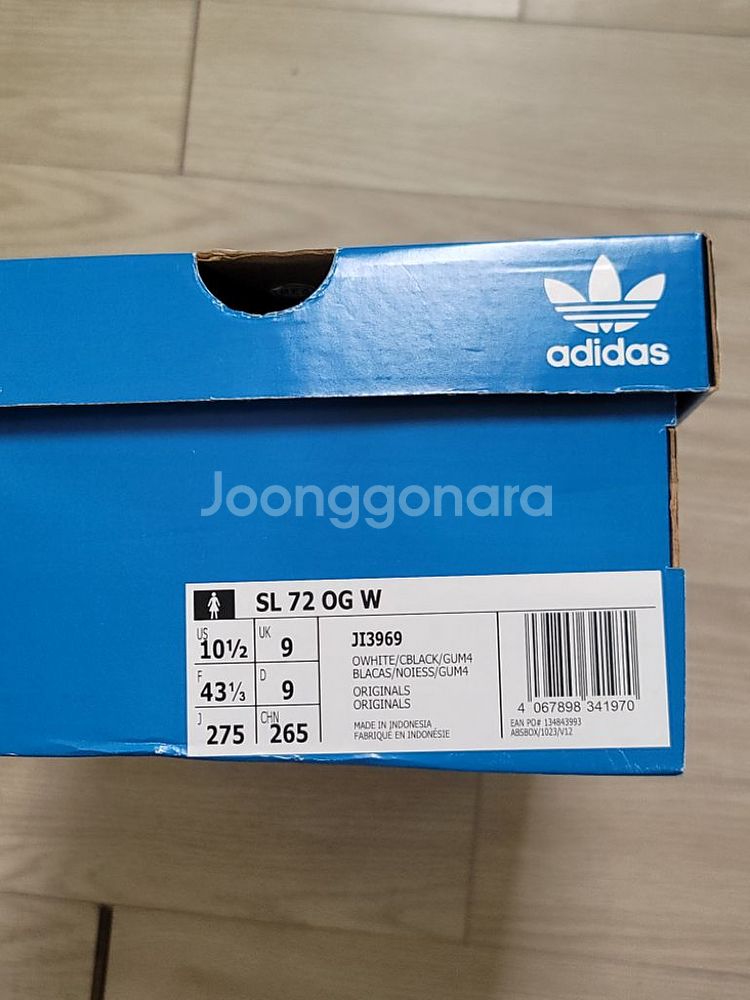 adidas
Joonggonara
SL 72 OG W
US 10½ UK 9
F 43⅓ D 9
J 275 CHN 265
JI3969
OWHITE/CBLACK/GUM4
BLACAS/NOIESS/GUM4
ORIGINALS
ORIGINALS
MADE IN INDONESIA
FABRIQUÉ EN INDONÉSIE
4 067898 341970
EAN PO# 134843993
ABSBOX/1023/V12